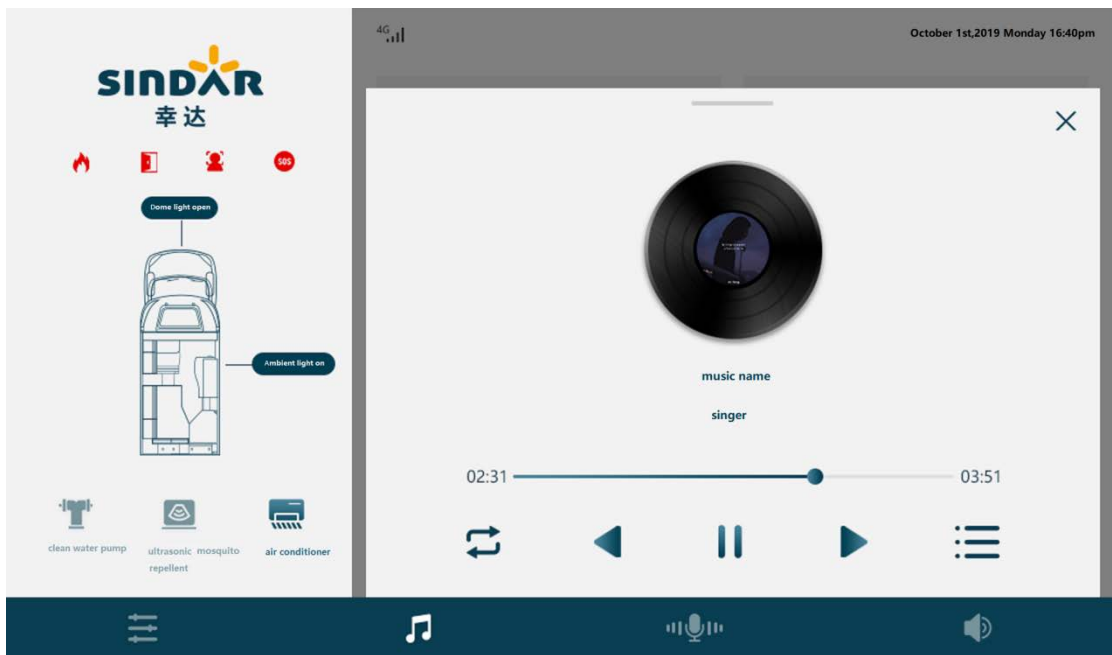 4G
October 1st,2019 Monday 16:40pm
SINDAR
幸达
SOS
Dome light open
Ambient light on
clean water pump
ultrasonic mosquito
repellent
air conditioner
music name
singer
02:31
03:51